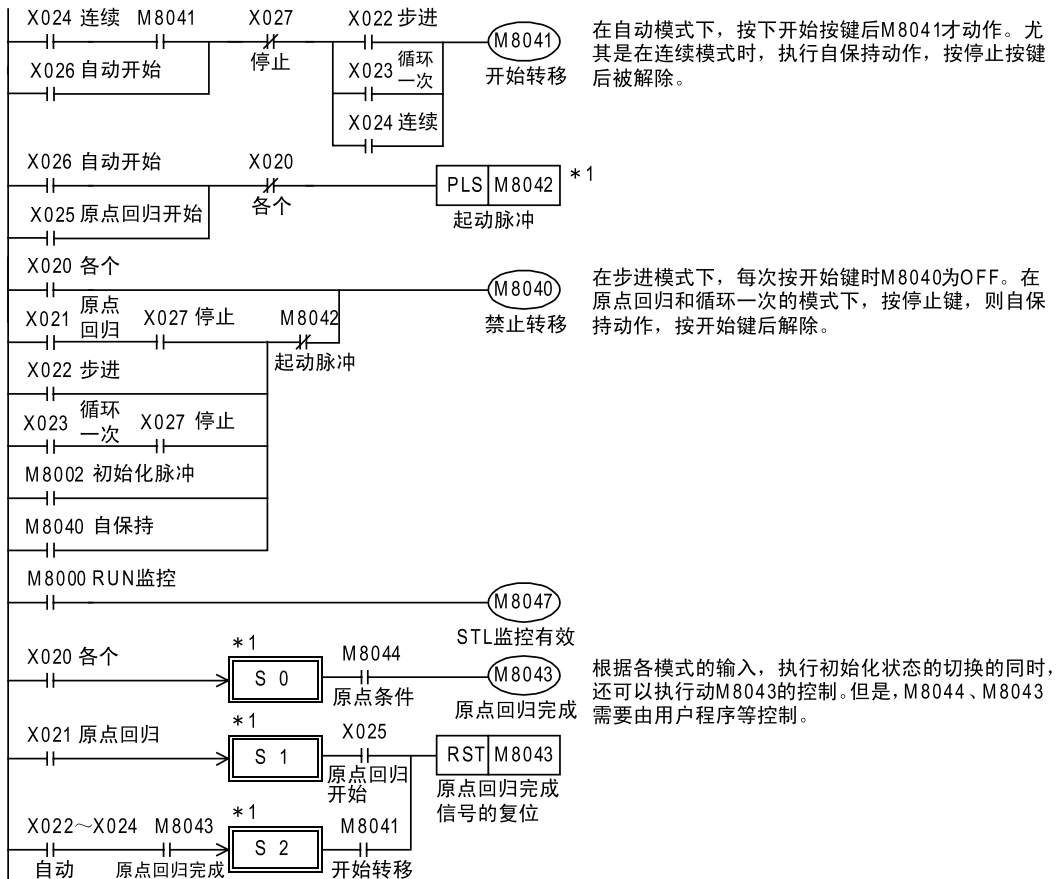 X024 连续 M8041 X027 X022 步进
M8041
停止
开始转移
X026 自动开始
X023 循环
一次
X024 连续
在自动模式下，按下开始按键后M8041才动作。尤
其是在连续模式时，执行自保持动作，按停止按键
后被解除。
X026 自动开始 X020
PLS M8042 *1
各个
起动脉冲
X025 原点回归开始
X020 各个
M8040
禁止转移
X021 原点
回归
X027 停止 M8042
起动脉冲
在步进模式下，每次按开始键时M8040为OFF。在
原点回归和循环一次的模式下，按停止键，则自保
持动作，按开始键后解除。
X022 步进
X023 循环
一次
X027 停止
M8002 初始化脉冲
M8040 自保持
M8000 RUN监控
M8047
STL监控有效
X020 各个
*1
S 0
M8044
原点条件
M8043
原点回归完成
根据各模式的输入，执行初始化状态的切换的同时，
还可以执行动M8043的控制。但是，M8044、M8043
需要由用户程序等控制。
X021 原点回归
*1
S 1
X025
原点回归
开始
RST M8043
原点回归完成
信号的复位
X022～X024 M8043
自动 原点回归完成
*1
S 2
M8041
开始转移